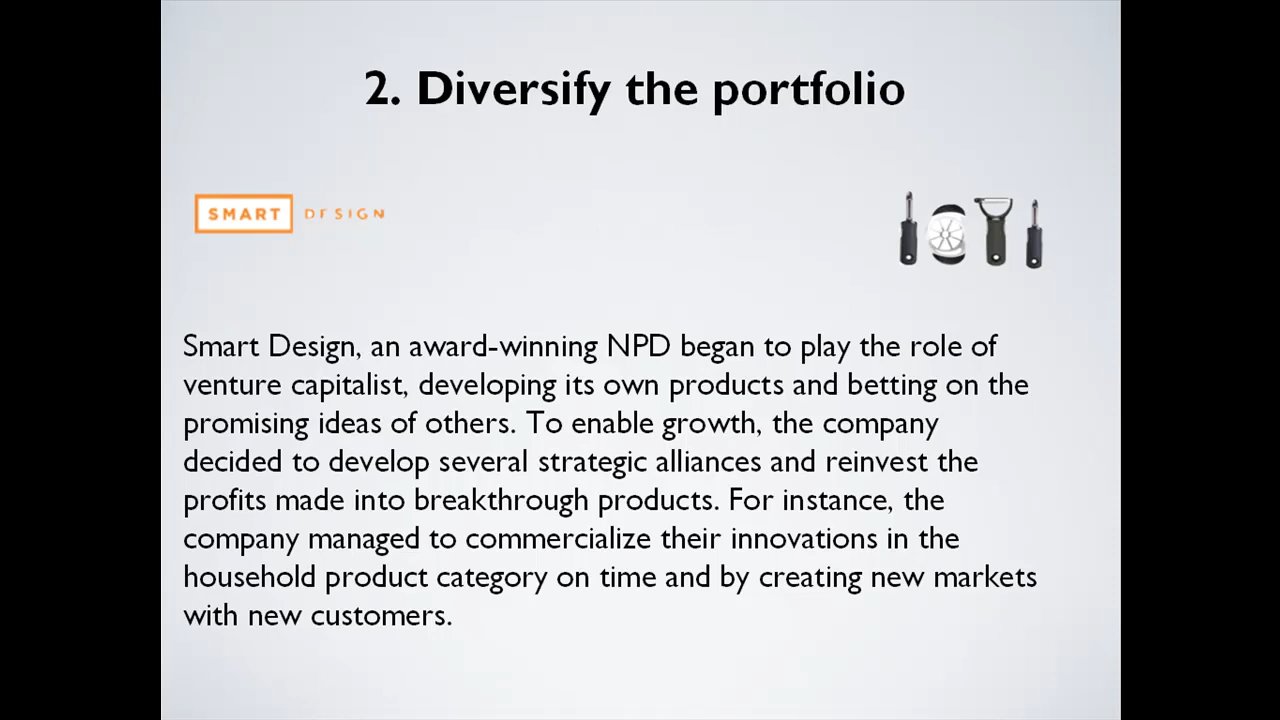 2. Diversify the portfolio
SMART DESIGN
Smart Design, an award-winning NPD began to play the role of
venture capitalist, developing its own products and betting on the
promising ideas of others. To enable growth, the company
decided to develop several strategic alliances and reinvest the
profits made into breakthrough products. For instance, the
company managed to commercialize their innovations in the
household product category on time and by creating new markets
with new customers.